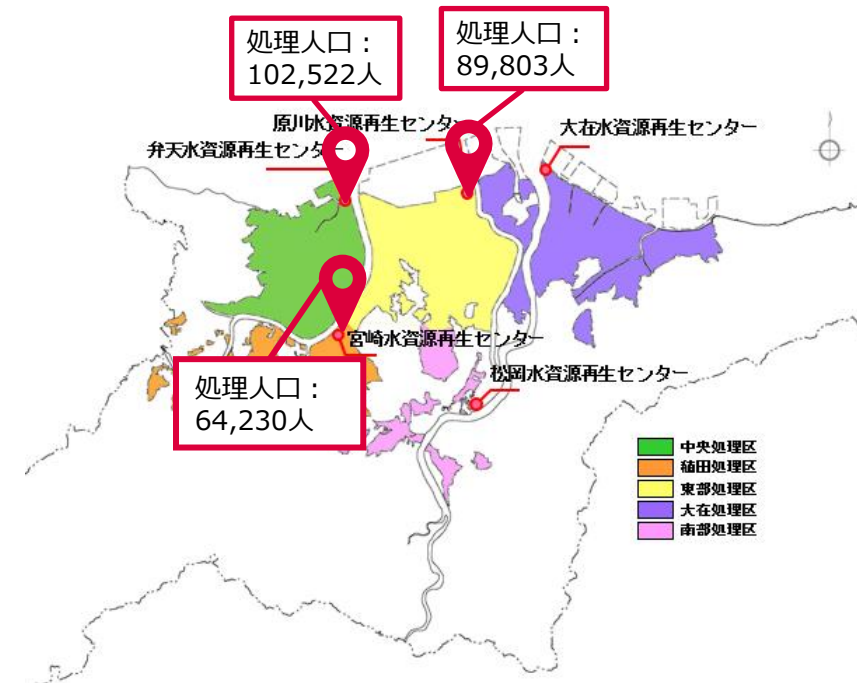 処理人口：
102,522人
処理人口：
89,803人
原川水資源再生センター
大在水資源再生センター
弁天水資源再生センター
宮崎水資源再生センター
処理人口：
64,230人
松岡水資源再生センター
中央処理区
稙田処理区
東部処理区
大在処理区
南部処理区